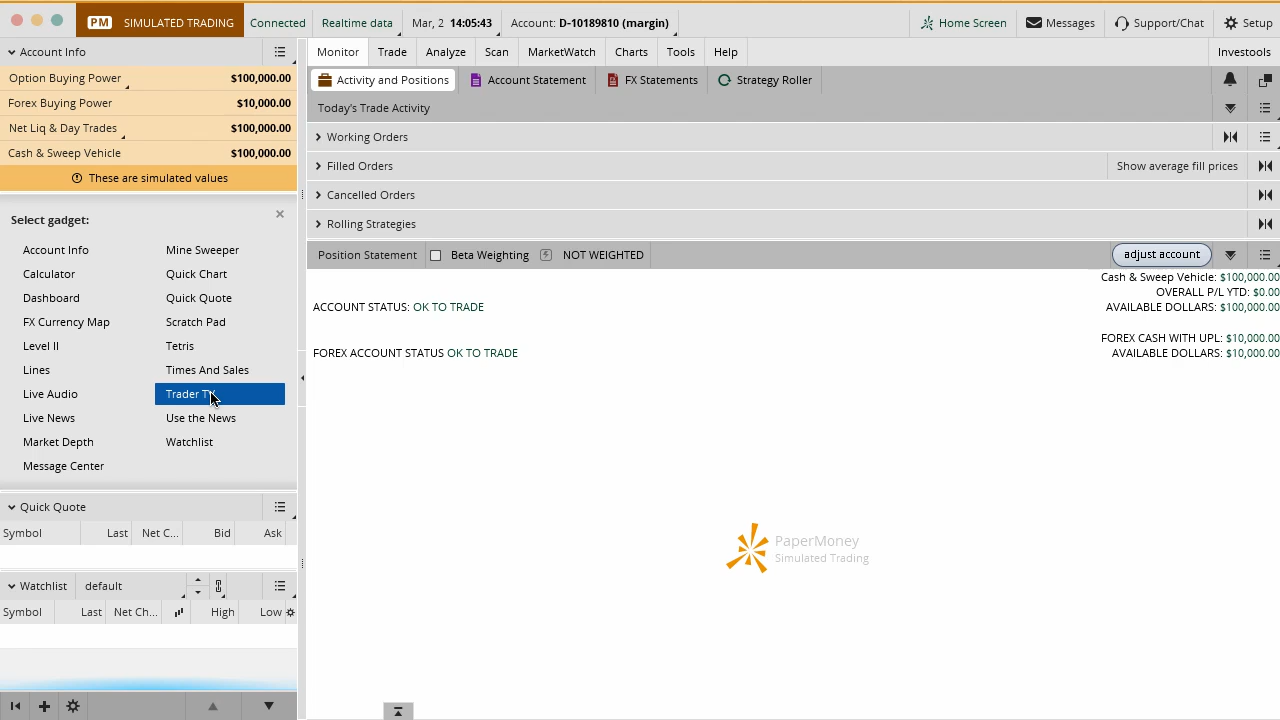 PM SIMULATED TRADING Connected Realtime data Mar, 2 14:05:43 Account: D-10189810 (margin) Home Screen Messages Support/Chat Setup
Account Info
Option Buying Power $100,000.00
Forex Buying Power $10,000.00
Net Liq & Day Trades $100,000.00
Cash & Sweep Vehicle $100,000.00
These are simulated values
Select gadget:
Account Info Mine Sweeper
Calculator Quick Chart
Dashboard Quick Quote
FX Currency Map Scratch Pad
Level II Tetris
Lines Times And Sales
Live Audio Trader TV
Live News Use the News
Market Depth Watchlist
Message Center
Quick Quote
Symbol Last Net C... Bid Ask
Watchlist default
Symbol Last Net Ch... High Low
Monitor Trade Analyze Scan MarketWatch Charts Tools Help Investools
Activity and Positions Account Statement FX Statements Strategy Roller
Today's Trade Activity
Working Orders
Filled Orders Show average fill prices
Cancelled Orders
Rolling Strategies
Position Statement Beta Weighting NOT WEIGHTED adjust account
Cash & Sweep Vehicle: $100,000.00
OVERALL P/L YTD: $0.00
ACCOUNT STATUS: OK TO TRADE AVAILABLE DOLLARS: $100,000.00
FOREX CASH WITH UPL: $10,000.00
FOREX ACCOUNT STATUS OK TO TRADE AVAILABLE DOLLARS: $10,000.00
PaperMoney
Simulated Trading